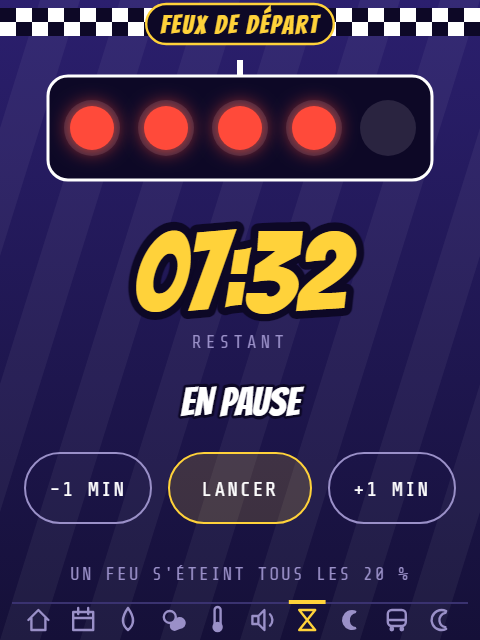 FEUX DE DÉPART
07:32
RESTANT
EN PAUSE
-1 MIN
LANCER
+1 MIN
UN FEU S'ÉTEINT TOUS LES 20 %